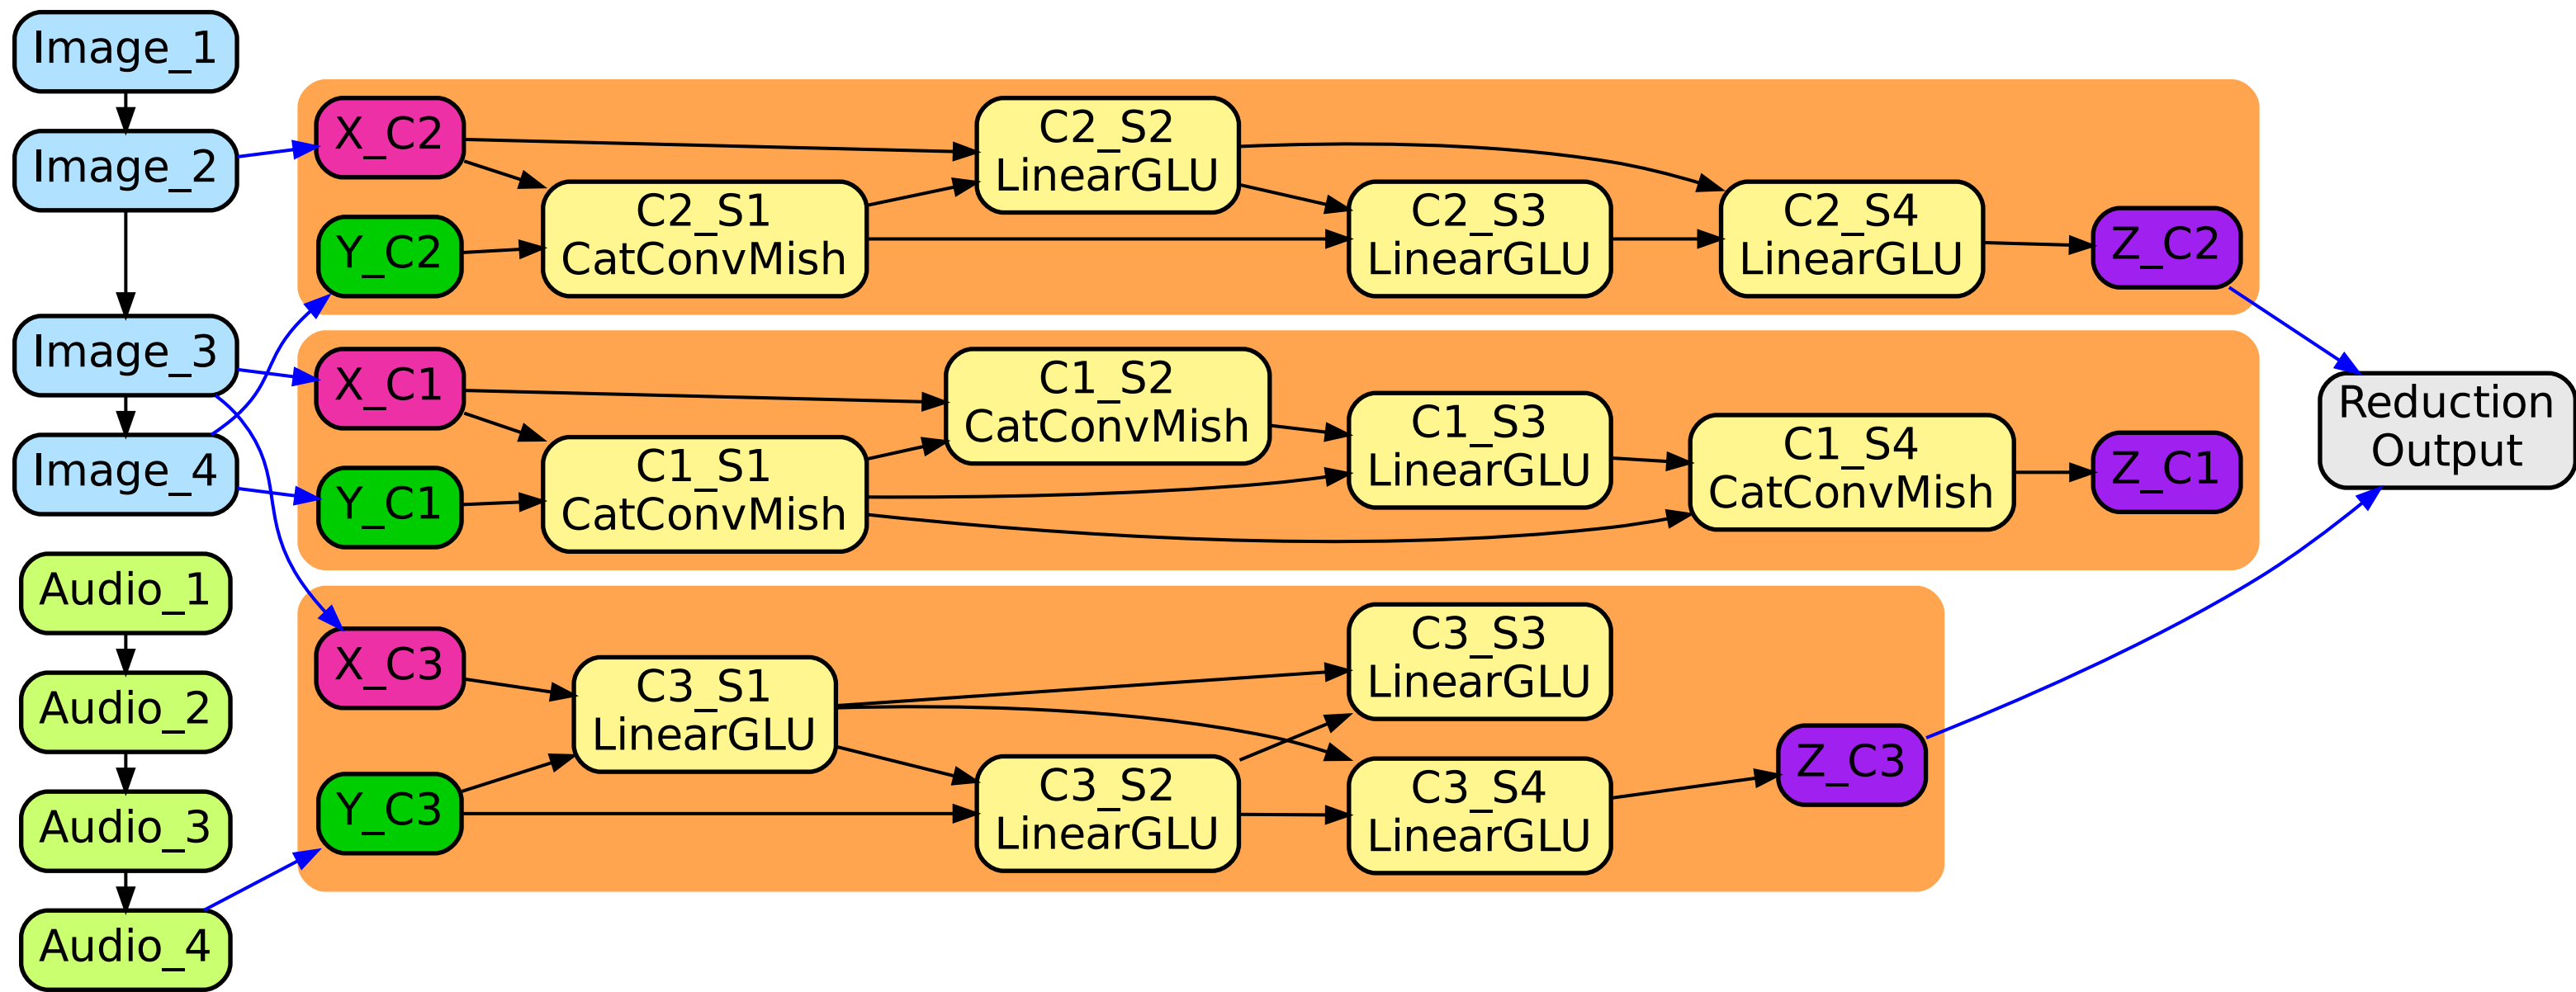 Image_1
Image_2
Image_3
Image_4
Audio_1
Audio_2
Audio_3
Audio_4
X_C2
Y_C2
C2_S1
CatConvMish
C2_S2
LinearGLU
C2_S3
LinearGLU
C2_S4
LinearGLU
Z_C2
X_C1
Y_C1
C1_S1
CatConvMish
C1_S2
CatConvMish
C1_S3
LinearGLU
C1_S4
CatConvMish
Z_C1
X_C3
Y_C3
C3_S1
LinearGLU
C3_S2
LinearGLU
C3_S3
LinearGLU
C3_S4
LinearGLU
Z_C3
Reduction
Output